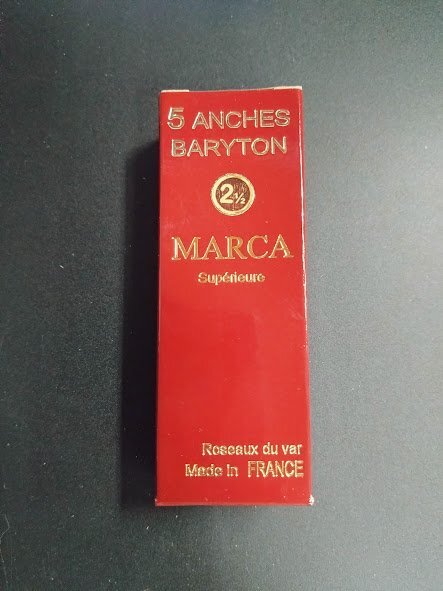 5 ANCHES
BARYTON
2½
MARCA
Supérieure
Roseaux du var
Made in FRANCE